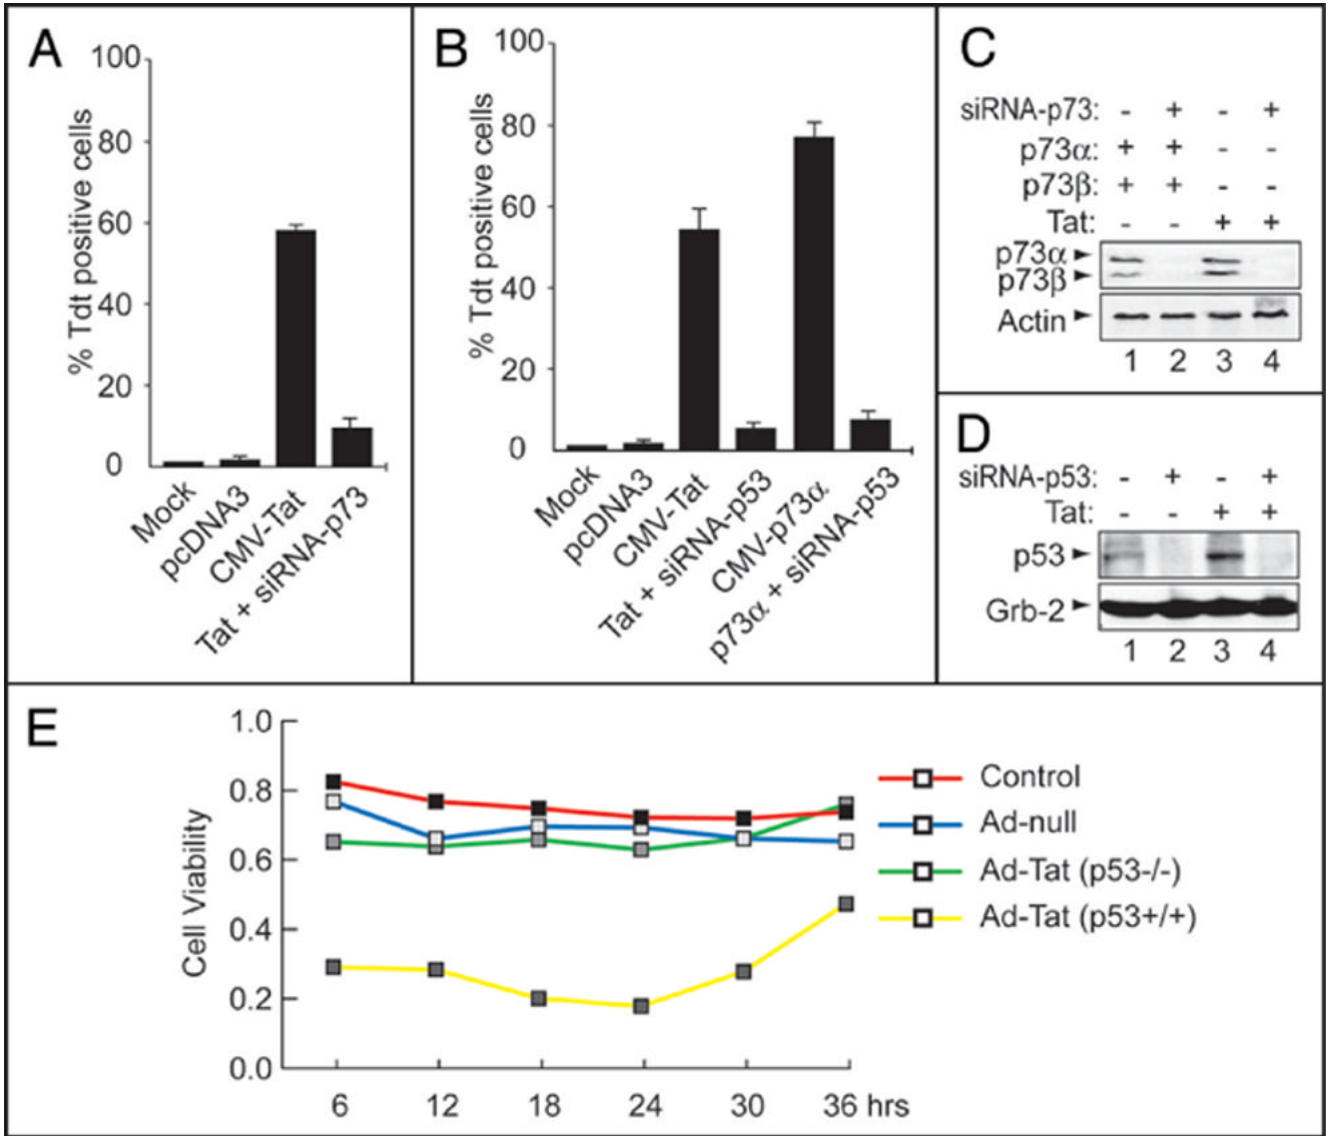 A
100
80
60
40
20
0
% Tdt positive cells
Mock
pcDNA3
CMV-Tat
Tat + siRNA-p73
B
100
80
60
40
20
0
% Tdt positive cells
Mock
pcDNA3
CMV-Tat
Tat + siRNA-p53
CMV-p73α
p73α + siRNA-p53
C
siRNA-p73: - + - +
p73α: + + - -
p73β: + + - -
Tat: - - + +
p73α
p73β
Actin
1 2 3 4
D
siRNA-p53: - + - +
Tat: - - + +
p53
Grb-2
1 2 3 4
E
1.0
0.8
0.6
0.4
0.2
0.0
Cell Viability
6 12 18 24 30 36 hrs
Control
Ad-null
Ad-Tat (p53-/-)
Ad-Tat (p53+/+)